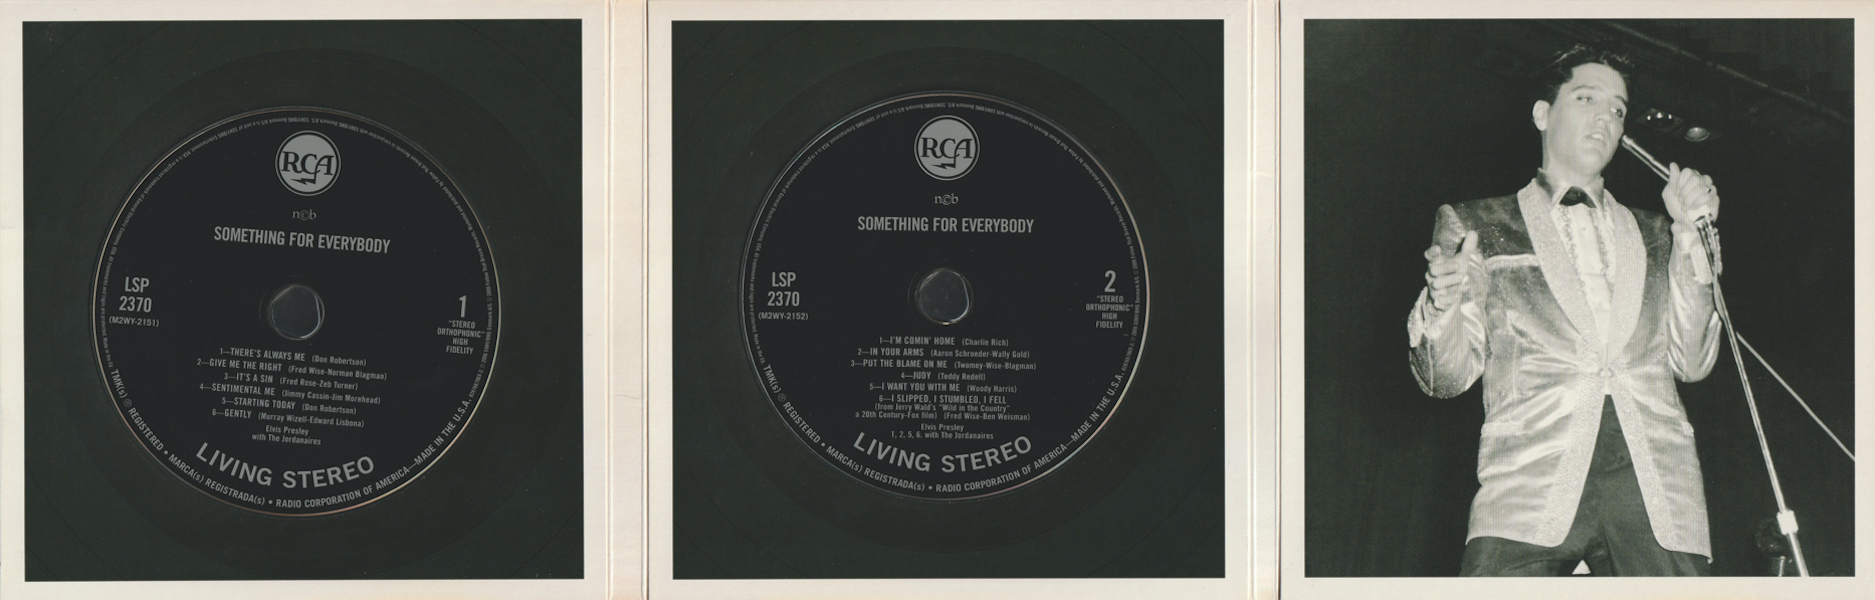 RCA
n©b
SOMETHING FOR EVERYBODY
LSP
2370
(M2WY-2151)
1
"STEREO
ORTHOPHONIC"
HIGH
FIDELITY
1—THERE'S ALWAYS ME (Don Robertson)
2—GIVE ME THE RIGHT (Fred Wise-Norman Blagman)
3—IT'S A SIN (Fred Rose-Zeb Turner)
4—SENTIMENTAL ME (Jimmy Cassin-Jim Morehead)
5—STARTING TODAY (Don Robertson)
6—GENTLY (Murray Wizell-Edward Lisbona)
Elvis Presley
with The Jordanaires
LIVING STEREO
TMK(s) ® REGISTERED • MARCA(s) REGISTRADA(s) • RADIO CORPORATION OF AMERICA—MADE IN THE U.S.A.
RCA
n©b
SOMETHING FOR EVERYBODY
LSP
2370
(M2WY-2152)
2
"STEREO
ORTHOPHONIC"
HIGH
FIDELITY
1—I'M COMIN' HOME (Charlie Rich)
2—IN YOUR ARMS (Aaron Schroeder-Wally Gold)
3—PUT THE BLAME ON ME (Twomey-Wise-Blagman)
4—JUDY (Teddy Redell)
5—I WANT YOU WITH ME (Woody Harris)
6—I SLIPPED, I STUMBLED, I FELL
(from Jerry Wald's "Wild in the Country"
a 20th Century-Fox film) (Fred Wise-Ben Weisman)
Elvis Presley
1, 2, 5, 6, with The Jordanaires
LIVING STEREO
TMK(s) ® REGISTERED • MARCA(s) REGISTRADA(s) • RADIO CORPORATION OF AMERICA—MADE IN THE U.S.A.